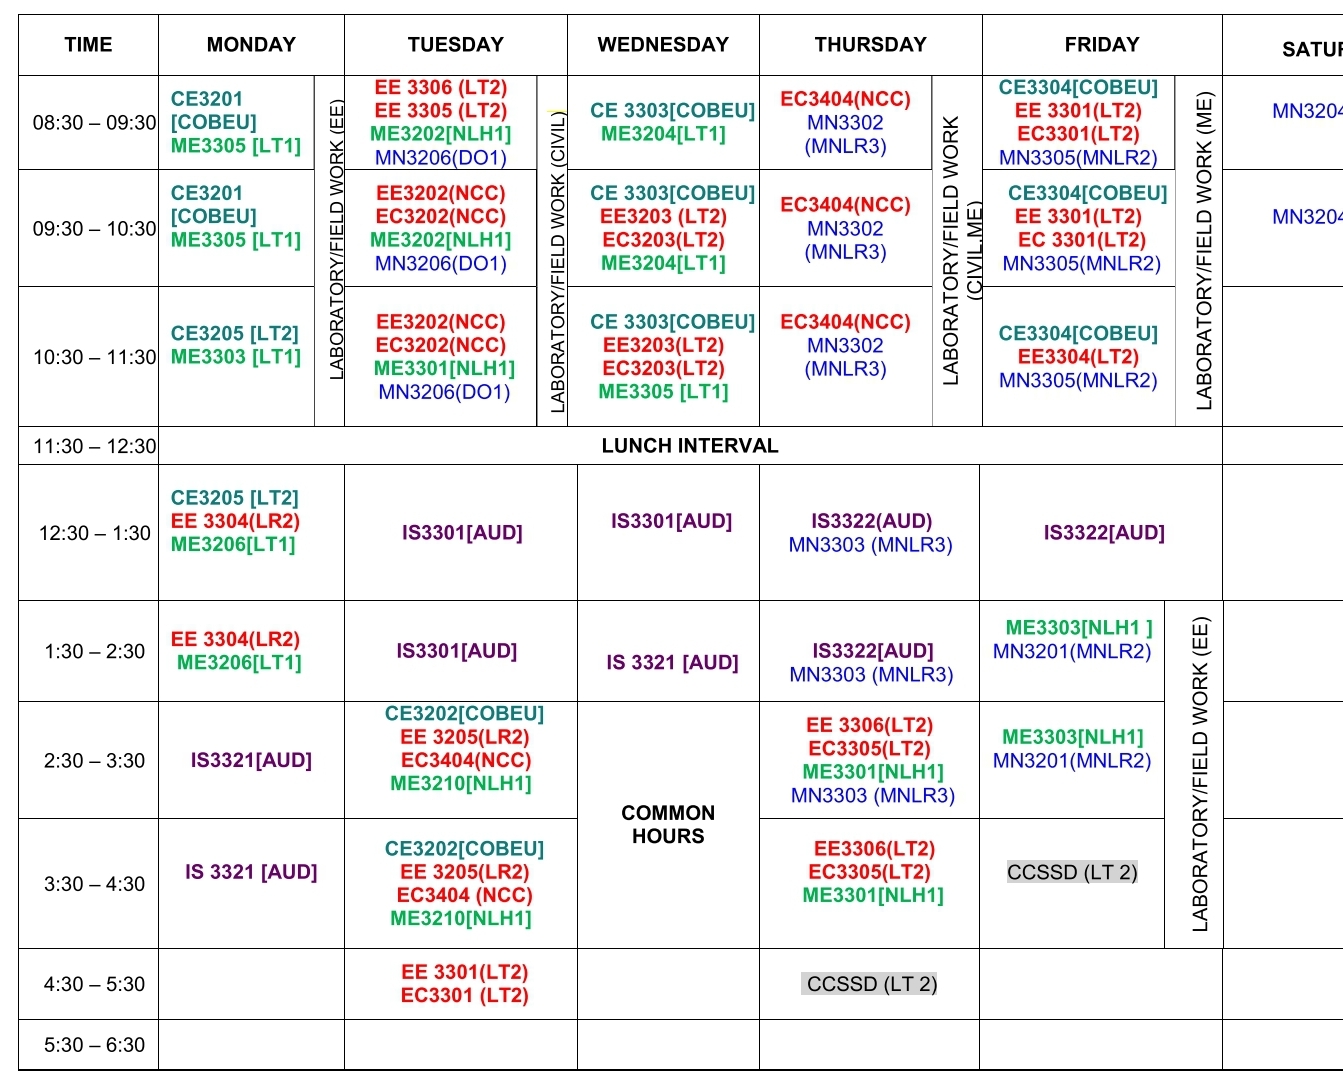 TIME MONDAY TUESDAY WEDNESDAY THURSDAY FRIDAY SATUR
08:30 – 09:30
CE3201
[COBEU]
ME3305 [LT1]
LABORATORY/FIELD WORK (EE)
EE 3306 (LT2)
EE 3305 (LT2)
ME3202[NLH1]
MN3206(DO1)
LABORATORY/FIELD WORK (CIVIL)
CE 3303[COBEU]
ME3204[LT1]
EC3404(NCC)
MN3302
(MNLR3)
LABORATORY/FIELD WORK
(CIVIL,ME)
CE3304[COBEU]
EE 3301(LT2)
EC3301(LT2)
MN3305(MNLR2)
LABORATORY/FIELD WORK (ME)
MN3204
09:30 – 10:30
CE3201
[COBEU]
ME3305 [LT1]
EE3202(NCC)
EC3202(NCC)
ME3202[NLH1]
MN3206(DO1)
CE 3303[COBEU]
EE3203 (LT2)
EC3203(LT2)
ME3204[LT1]
EC3404(NCC)
MN3302
(MNLR3)
CE3304[COBEU]
EE 3301(LT2)
EC 3301(LT2)
MN3305(MNLR2)
MN3204
10:30 – 11:30
CE3205 [LT2]
ME3303 [LT1]
EE3202(NCC)
EC3202(NCC)
ME3301[NLH1]
MN3206(DO1)
CE 3303[COBEU]
EE3203(LT2)
EC3203(LT2)
ME3305 [LT1]
EC3404(NCC)
MN3302
(MNLR3)
CE3304[COBEU]
EE3304(LT2)
MN3305(MNLR2)
11:30 – 12:30 LUNCH INTERVAL
12:30 – 1:30
CE3205 [LT2]
EE 3304(LR2)
ME3206[LT1]
IS3301[AUD]
IS3301[AUD]
IS3322(AUD)
MN3303 (MNLR3)
IS3322[AUD]
1:30 – 2:30
EE 3304(LR2)
ME3206[LT1]
IS3301[AUD]
IS 3321 [AUD]
IS3322[AUD]
MN3303 (MNLR3)
ME3303[NLH1 ]
MN3201(MNLR2)
LABORATORY/FIELD WORK (EE)
2:30 – 3:30
IS3321[AUD]
CE3202[COBEU]
EE 3205(LR2)
EC3404(NCC)
ME3210[NLH1]
COMMON
HOURS
EE 3306(LT2)
EC3305(LT2)
ME3301[NLH1]
MN3303 (MNLR3)
ME3303[NLH1]
MN3201(MNLR2)
3:30 – 4:30
IS 3321 [AUD]
CE3202[COBEU]
EE 3205(LR2)
EC3404 (NCC)
ME3210[NLH1]
EE3306(LT2)
EC3305(LT2)
ME3301[NLH1]
CCSSD (LT 2)
4:30 – 5:30
EE 3301(LT2)
EC3301 (LT2)
CCSSD (LT 2)
5:30 – 6:30